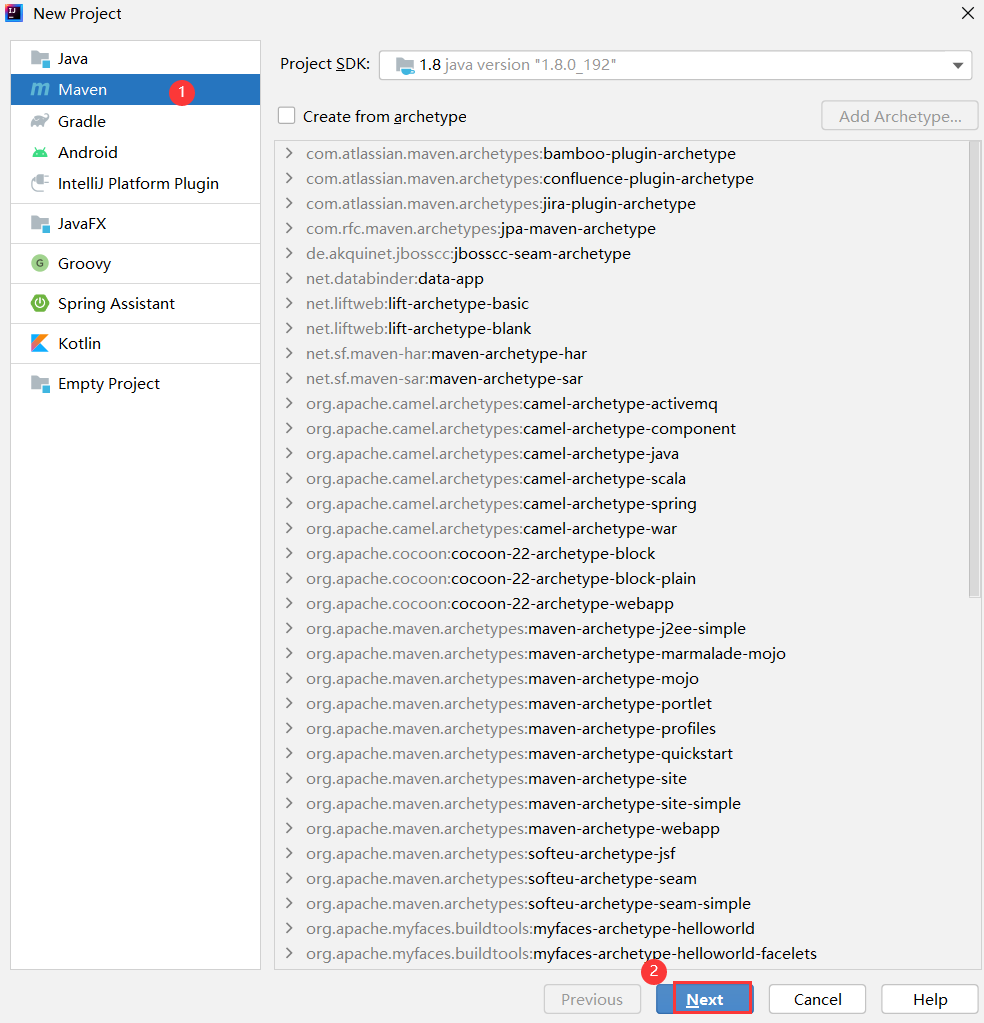 New Project
Java
Maven
1
Gradle
Android
IntelliJ Platform Plugin
JavaFX
Groovy
Spring Assistant
Kotlin
Empty Project
Project SDK: 1.8 java version "1.8.0_192"
Create from archetype
Add Archetype...
com.atlassian.maven.archetypes:bamboo-plugin-archetype
com.atlassian.maven.archetypes:confluence-plugin-archetype
com.atlassian.maven.archetypes:jira-plugin-archetype
com.rfc.maven.archetypes:jpa-maven-archetype
de.akquinet.jbosscc:jbosscc-seam-archetype
net.databinder:data-app
net.liftweb:lift-archetype-basic
net.liftweb:lift-archetype-blank
net.sf.maven-har:maven-archetype-har
net.sf.maven-sar:maven-archetype-sar
org.apache.camel.archetypes:camel-archetype-activemq
org.apache.camel.archetypes:camel-archetype-component
org.apache.camel.archetypes:camel-archetype-java
org.apache.camel.archetypes:camel-archetype-scala
org.apache.camel.archetypes:camel-archetype-spring
org.apache.camel.archetypes:camel-archetype-war
org.apache.cocoon:cocoon-22-archetype-block
org.apache.cocoon:cocoon-22-archetype-block-plain
org.apache.cocoon:cocoon-22-archetype-webapp
org.apache.maven.archetypes:maven-archetype-j2ee-simple
org.apache.maven.archetypes:maven-archetype-marmalade-mojo
org.apache.maven.archetypes:maven-archetype-mojo
org.apache.maven.archetypes:maven-archetype-portlet
org.apache.maven.archetypes:maven-archetype-profiles
org.apache.maven.archetypes:maven-archetype-quickstart
org.apache.maven.archetypes:maven-archetype-site
org.apache.maven.archetypes:maven-archetype-site-simple
org.apache.maven.archetypes:maven-archetype-webapp
org.apache.maven.archetypes:softeu-archetype-jsf
org.apache.maven.archetypes:softeu-archetype-seam
org.apache.maven.archetypes:softeu-archetype-seam-simple
org.apache.myfaces.buildtools:myfaces-archetype-helloworld
org.apache.myfaces.buildtools:myfaces-archetype-helloworld-facelets
2
Previous
Next
Cancel
Help